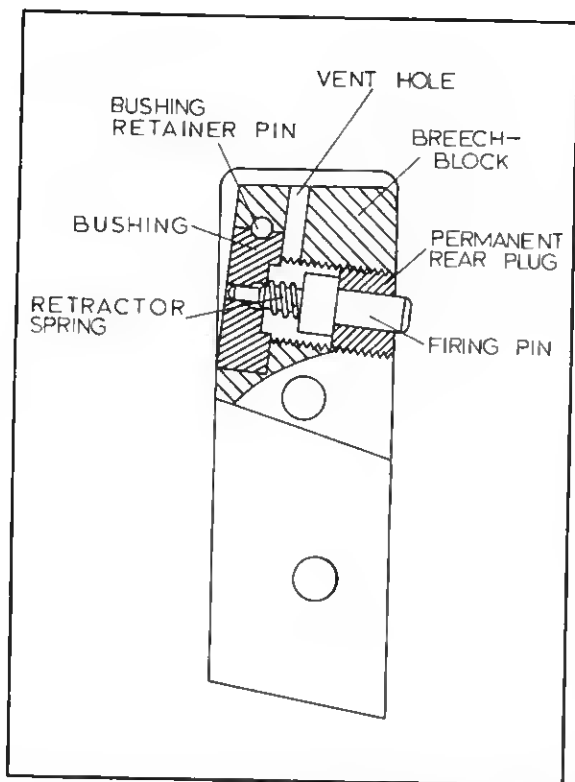 VENT HOLE
BUSHING
RETAINER PIN
BREECH-
BLOCK
BUSHING
PERMANENT
REAR PLUG
RETRACTOR
SPRING
FIRING PIN